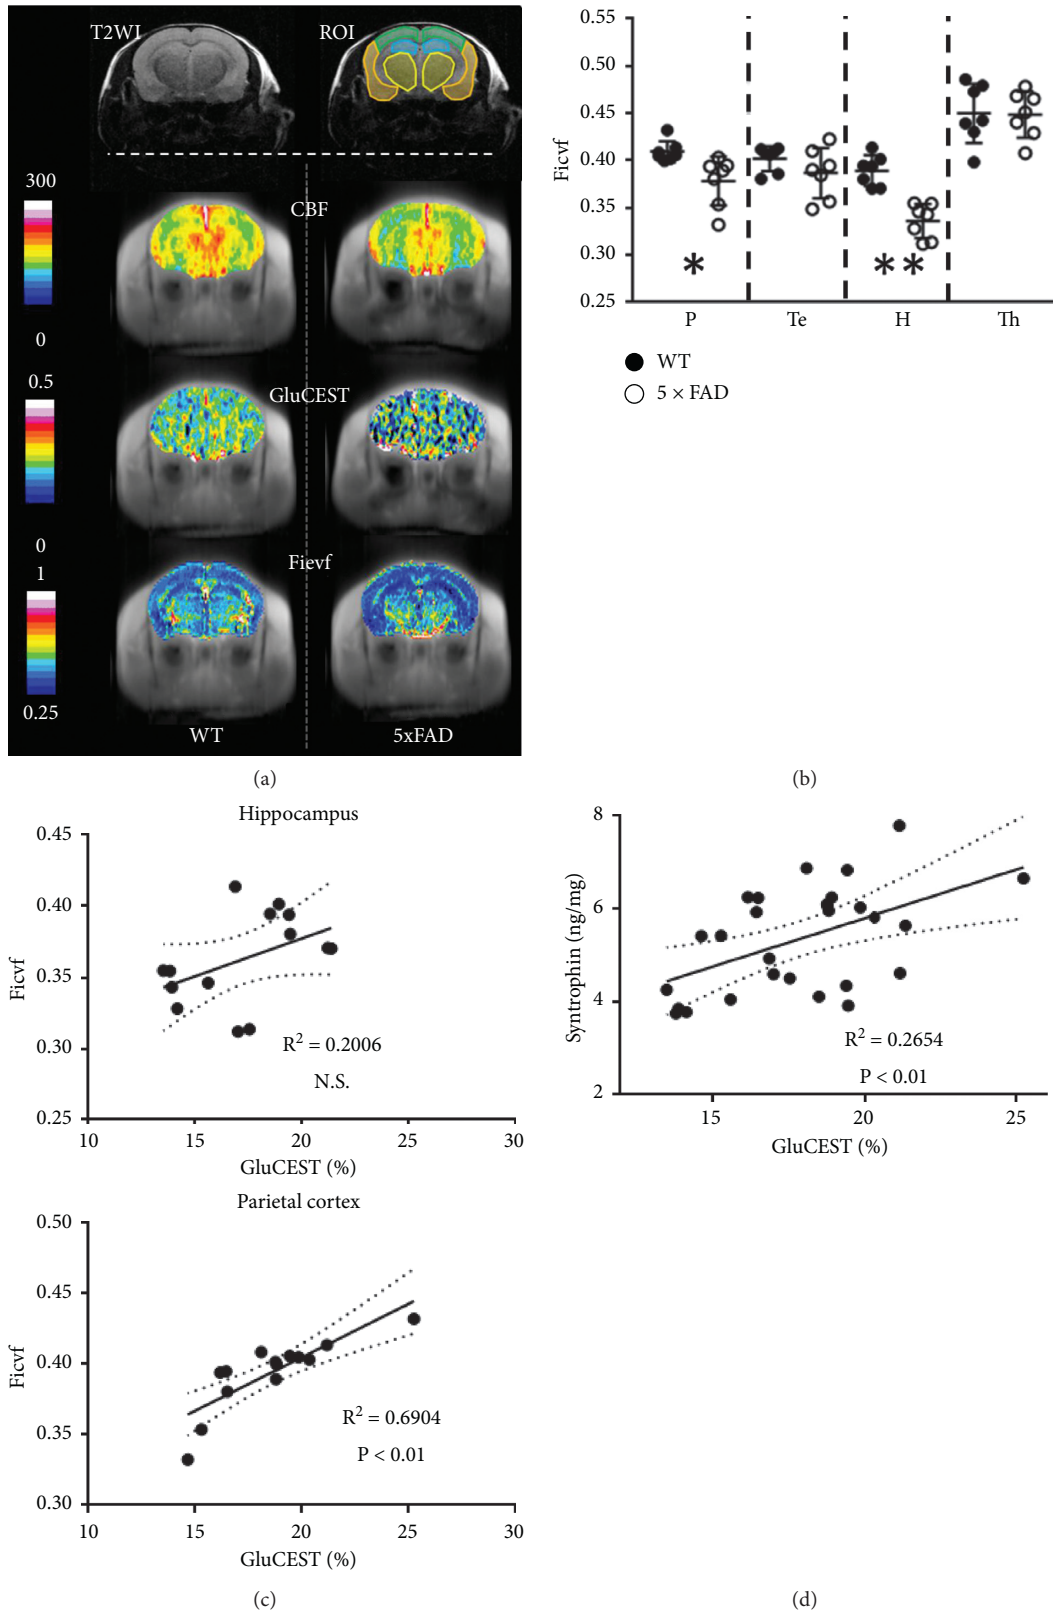 T2WI
ROI
300
CBF
0
0.5
GluCEST
0
1
Fievf
0.25
WT
5xFAD
(a)
0.55
0.50
0.45
0.40
0.35
0.30
0.25
Ficvf
* **
P Te H Th
WT
5 × FAD
(b)
Hippocampus
0.45
0.40
0.35
0.30
0.25
Ficvf
R² = 0.2006
N.S.
10 15 20 25 30
GluCEST (%)
Parietal cortex
0.50
0.45
0.40
0.35
0.30
Ficvf
R² = 0.6904
P < 0.01
10 15 20 25 30
GluCEST (%)
(c)
8
6
4
2
Syntrophin (ng/mg)
R² = 0.2654
P < 0.01
15 20 25
GluCEST (%)
(d)